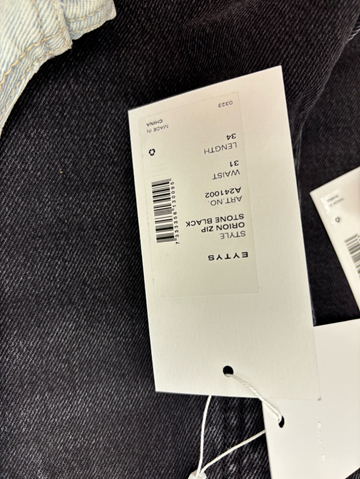 EYTYS
STYLE
ORION ZIP
STONE BLACK
ART NO.
A241002
WAIST
31
LENGTH
34
MADE IN
CHINA
0323